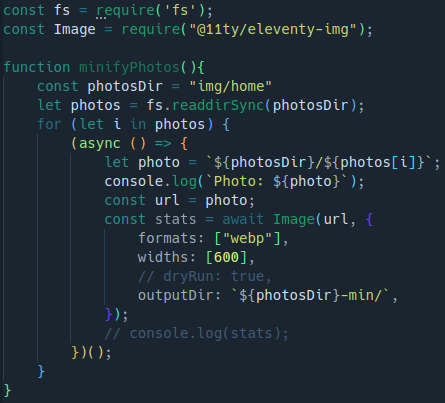 const fs = require('fs');
const Image = require("@11ty/eleventy-img");

function minifyPhotos(){
    const photosDir = "img/home"
    let photos = fs.readdirSync(photosDir);
    for (let i in photos) {
        (async () => {
            let photo = `${photosDir}/${photos[i]}`;
            console.log(`Photo: ${photo}`);
            const url = photo;
            const stats = await Image(url, {
                formats: ["webp"],
                widths: [600],
                // dryRun: true,
                outputDir: `${photosDir}-min/`,
            });
            // console.log(stats);
        })();
    }
}